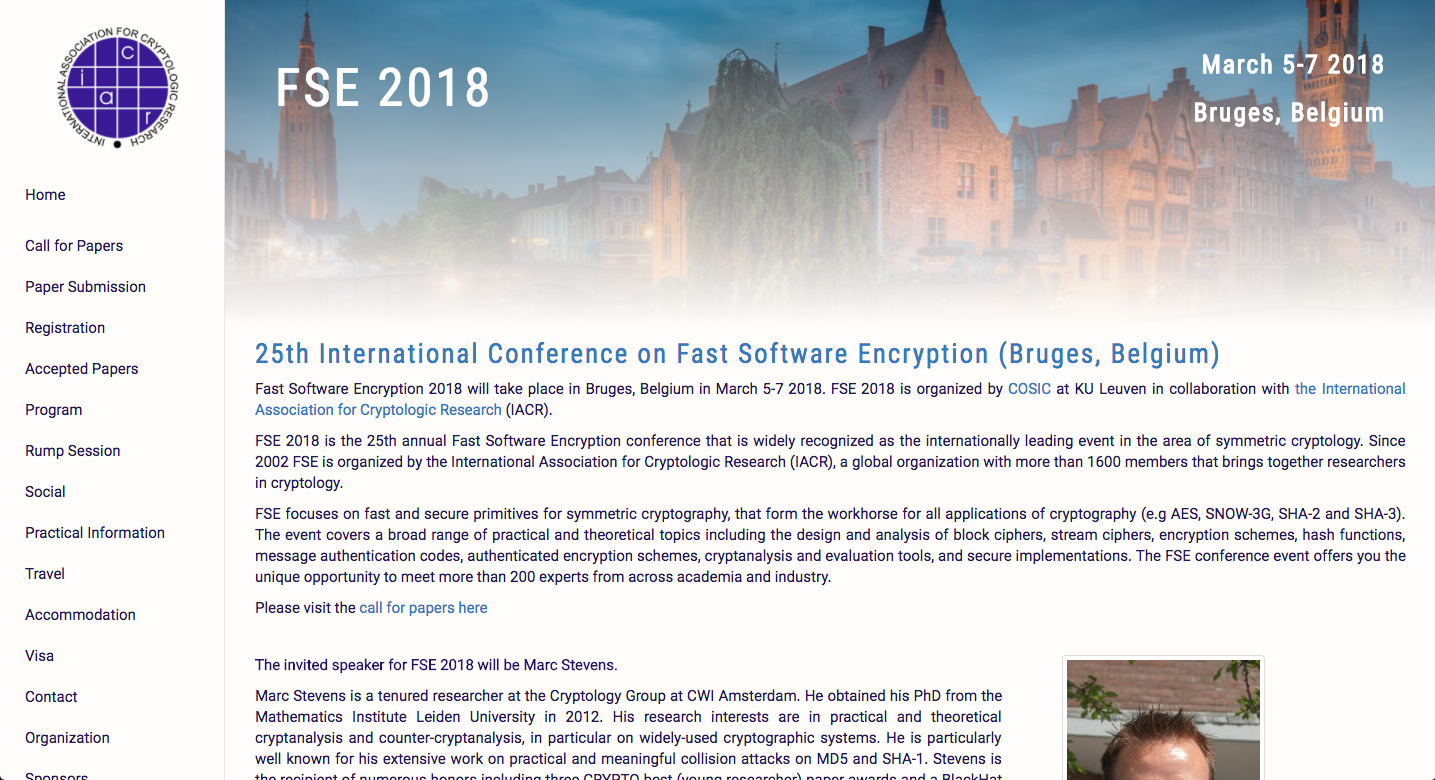 INTERNATIONAL ASSOCIATION FOR CRYPTOLOGIC RESEARCH
i a c r
Home
Call for Papers
Paper Submission
Registration
Accepted Papers
Program
Rump Session
Social
Practical Information
Travel
Accommodation
Visa
Contact
Organization
Sponsors
FSE 2018
March 5-7 2018
Bruges, Belgium
25th International Conference on Fast Software Encryption (Bruges, Belgium)
Fast Software Encryption 2018 will take place in Bruges, Belgium in March 5-7 2018. FSE 2018 is organized by COSIC at KU Leuven in collaboration with the International
Association for Cryptologic Research (IACR).
FSE 2018 is the 25th annual Fast Software Encryption conference that is widely recognized as the internationally leading event in the area of symmetric cryptology. Since
2002 FSE is organized by the International Association for Cryptologic Research (IACR), a global organization with more than 1600 members that brings together researchers
in cryptology.
FSE focuses on fast and secure primitives for symmetric cryptography, that form the workhorse for all applications of cryptography (e.g AES, SNOW-3G, SHA-2 and SHA-3).
The event covers a broad range of practical and theoretical topics including the design and analysis of block ciphers, stream ciphers, encryption schemes, hash functions,
message authentication codes, authenticated encryption schemes, cryptanalysis and evaluation tools, and secure implementations. The FSE conference event offers you the
unique opportunity to meet more than 200 experts from across academia and industry.
Please visit the call for papers here
The invited speaker for FSE 2018 will be Marc Stevens.
Marc Stevens is a tenured researcher at the Cryptology Group at CWI Amsterdam. He obtained his PhD from the
Mathematics Institute Leiden University in 2012. His research interests are in practical and theoretical
cryptanalysis and counter-cryptanalysis, in particular on widely-used cryptographic systems. He is particularly
well known for his extensive work on practical and meaningful collision attacks on MD5 and SHA-1. Stevens is
the recipient of numerous honors including three CRYPTO best (young researcher) paper awards and a BlackHat